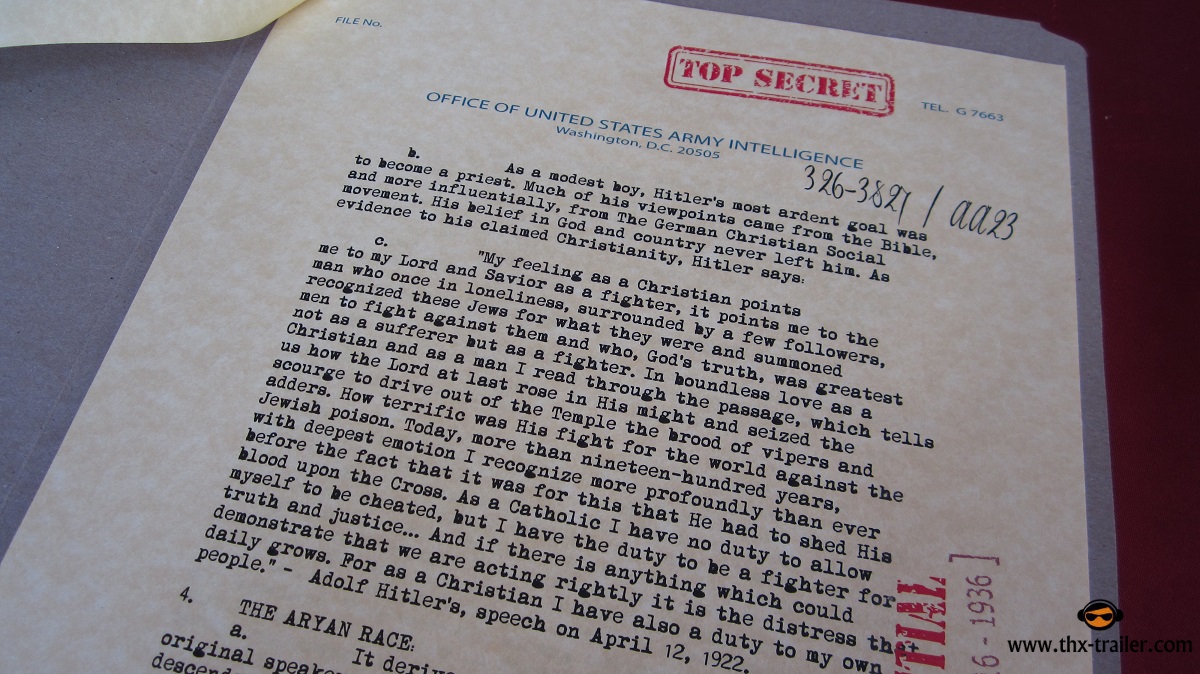 FILE No.
TOP SECRET
TEL. G 7663
OFFICE OF UNITED STATES ARMY INTELLIGENCE
Washington, D.C. 20505
326-3827 / aa23
b. As a modest boy, Hitler's most ardent goal was
to become a priest. Much of his viewpoints came from the Bible,
and more influentially, from The German Christian Social
movement. His belief in God and country never left him. As
evidence to his claimed Christianity, Hitler says:
c. "My feeling as a Christian points
me to my Lord and Savior as a fighter, it points me to the
man who once in loneliness, surrounded by a few followers,
recognized these Jews for what they were and summoned
men to fight against them and who, God's truth, was greatest
not as a sufferer but as a fighter. In boundless love as a
Christian and as a man I read through the passage, which tells
us how the Lord at last rose in His might and seized the
scourge to drive out of the Temple the brood of vipers and
adders. How terrific was His fight for the world against the
Jewish poison. Today, more than nineteen-hundred years,
with deepest emotion I recognize more profoundly than ever
before the fact that it was for this that He had to shed His
blood upon the Cross. As a Catholic I have no duty to allow
myself to be cheated, but I have the duty to be a fighter for
truth and justice... And if there is anything which could
demonstrate that we are acting rightly it is the distress that
daily grows. For as a Christian I have also a duty to my own
people." - Adolf Hitler's, speech on April 12, 1922.
4. THE ARYAN RACE:
a. It
original
TIAL
6 - 1936 ]
www.thx-trailer.com